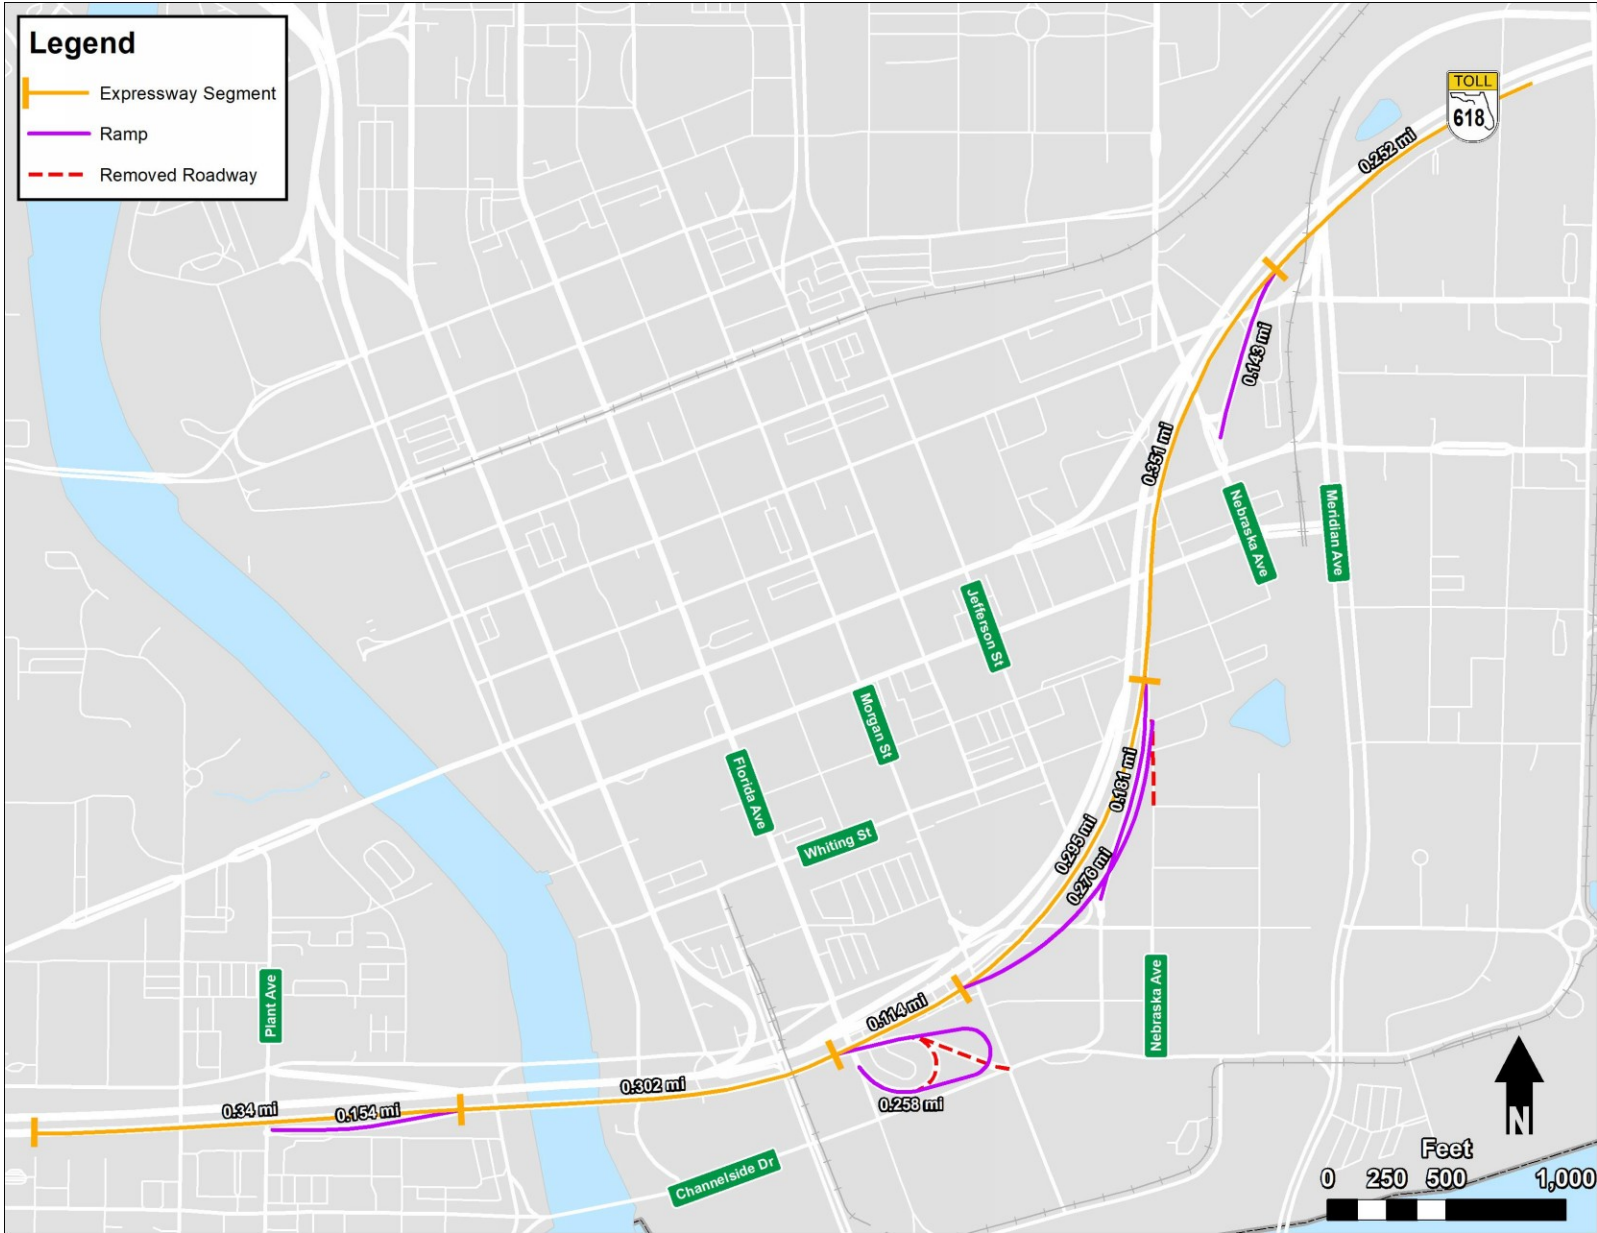 Legend
Expressway Segment
Ramp
Removed Roadway
TOLL
618
0.252 mi
0.143 mi
0.351 mi
Nebraska Ave
Meridian Ave
Jefferson St
Morgan St
Florida Ave
Whiting St
0.181 mi
0.295 mi
0.276 mi
Plant Ave
Nebraska Ave
0.114 mi
0.302 mi
0.34 mi
0.154 mi
0.258 mi
Channelside Dr
N
Feet
0 250 500 1,000